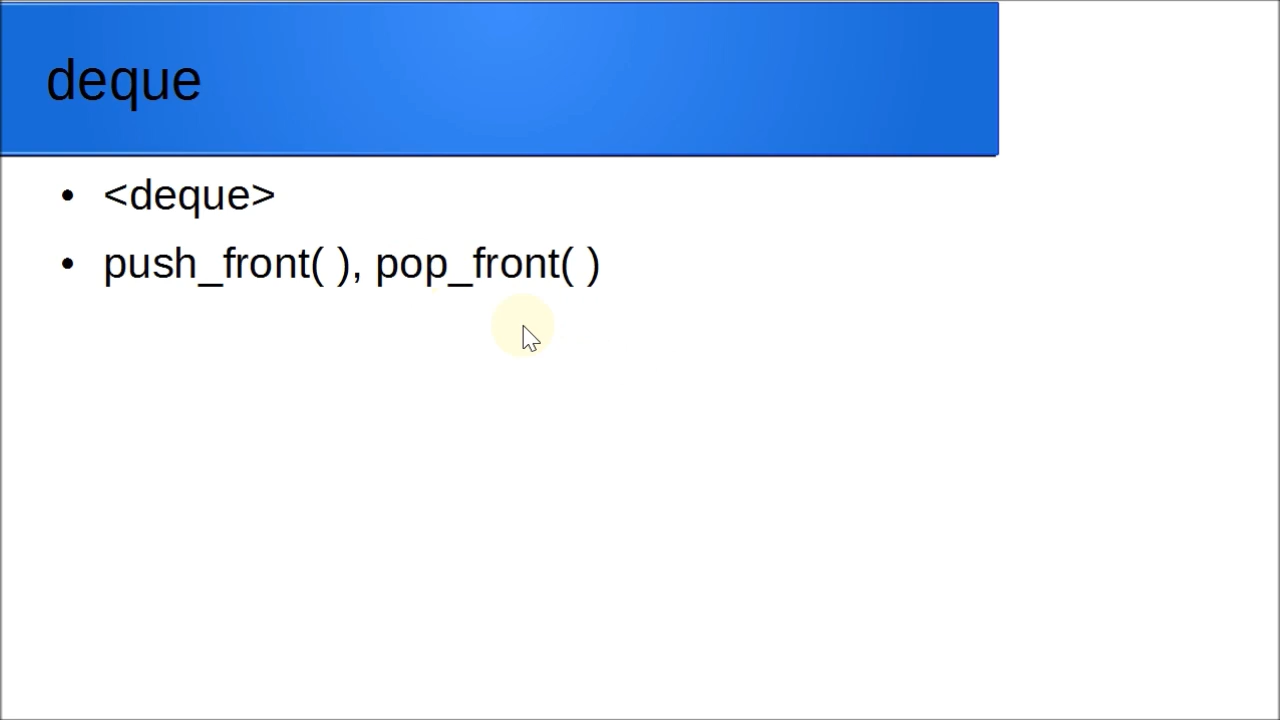 deque
• <deque>
• push_front( ), pop_front( )